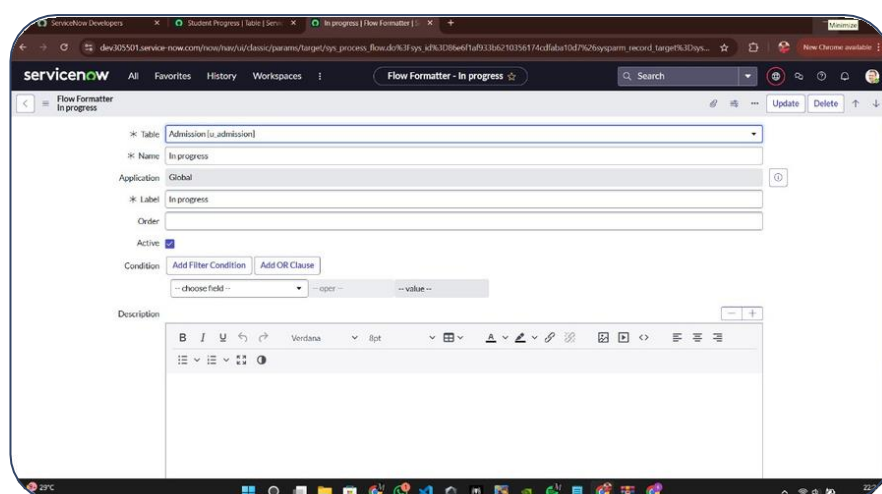 ServiceNow Developers
Student Progress | Table | Servic
In progress | Flow Formatter | S
Minimize
dev305501.service-now.com/now/nav/ui/classic/params/target/sys_process_flow.do%3Fsys_id%3D86e6f1af933b6210356174cdfaba10d7%26sysparm_record_target%3Dsys...
New Chrome available
servicenow All Favorites History Workspaces Flow Formatter - In progress Search
Flow Formatter
In progress
Update Delete
Table Admission [u_admission]
Name In progress
Application Global
Label In progress
Order
Active
Condition Add Filter Condition Add OR Clause
-- choose field -- -- oper -- -- value --
Description
B I U Verdana 8pt A
29°C